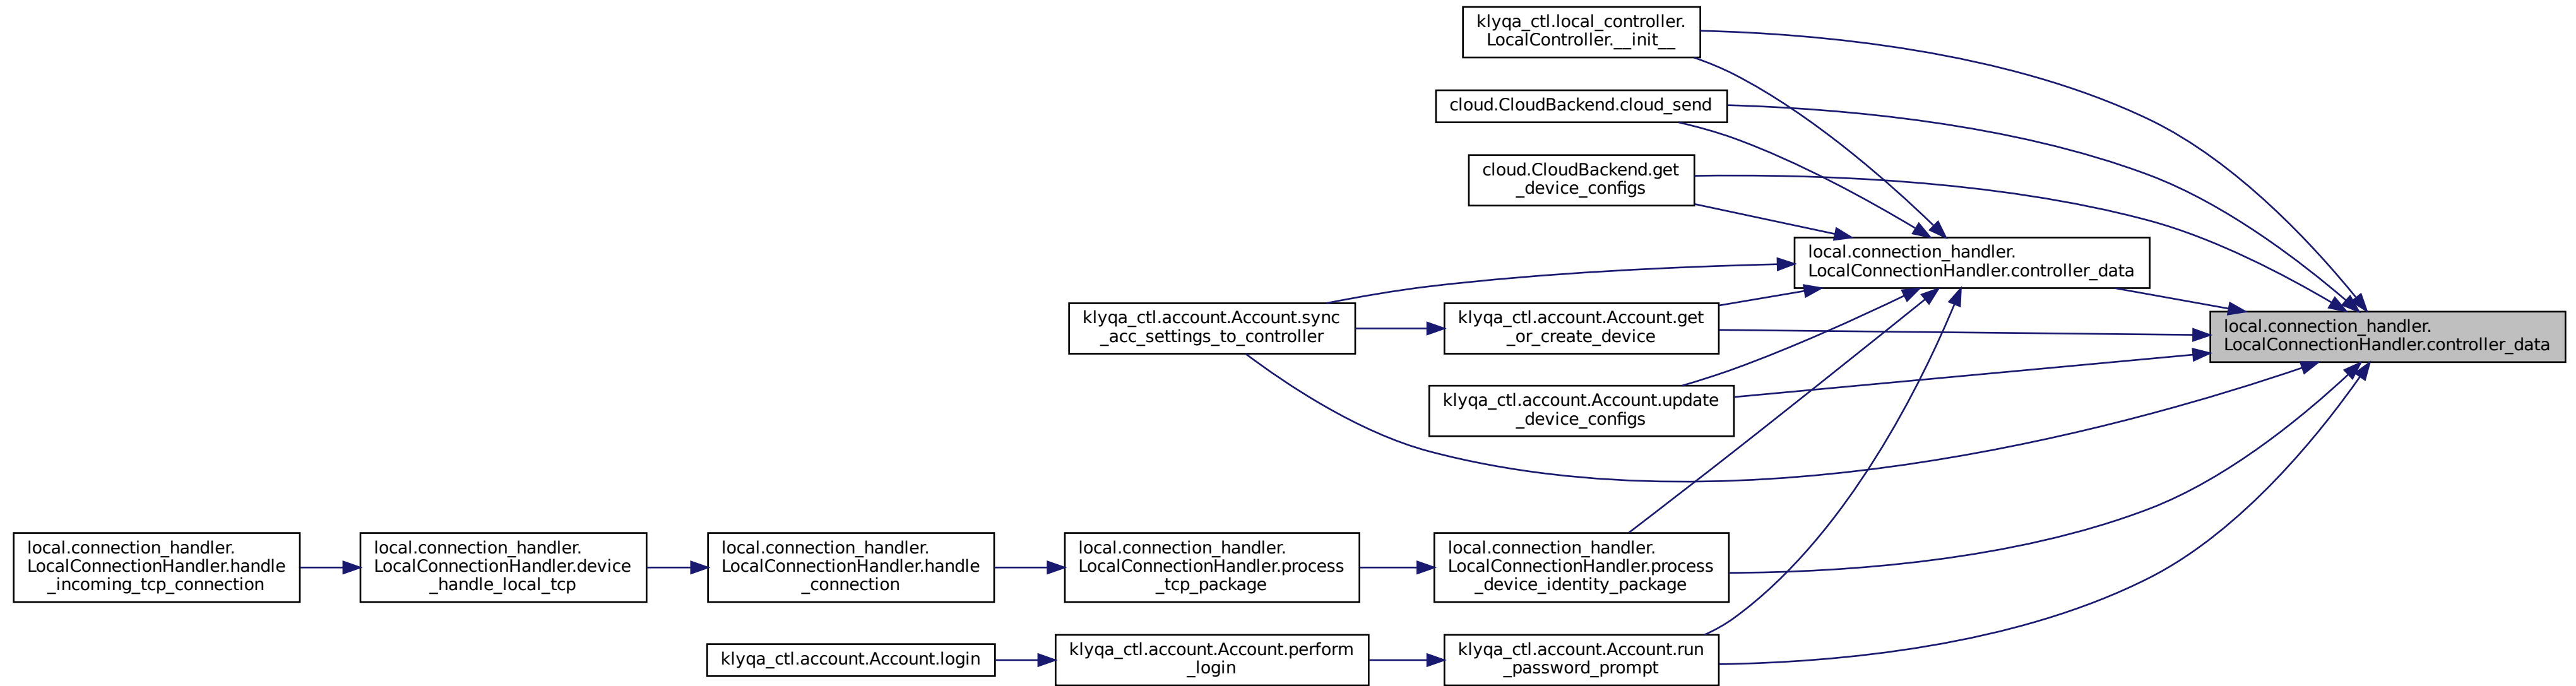 klyqa_ctl.local_controller.
LocalController.__init__
cloud.CloudBackend.cloud_send
cloud.CloudBackend.get
_device_configs
local.connection_handler.
LocalConnectionHandler.controller_data
klyqa_ctl.account.Account.sync
_acc_settings_to_controller
klyqa_ctl.account.Account.get
_or_create_device
local.connection_handler.
LocalConnectionHandler.controller_data
klyqa_ctl.account.Account.update
_device_configs
local.connection_handler.
LocalConnectionHandler.handle
_incoming_tcp_connection
local.connection_handler.
LocalConnectionHandler.device
_handle_local_tcp
local.connection_handler.
LocalConnectionHandler.handle
_connection
local.connection_handler.
LocalConnectionHandler.process
_tcp_package
local.connection_handler.
LocalConnectionHandler.process
_device_identity_package
klyqa_ctl.account.Account.login
klyqa_ctl.account.Account.perform
_login
klyqa_ctl.account.Account.run
_password_prompt